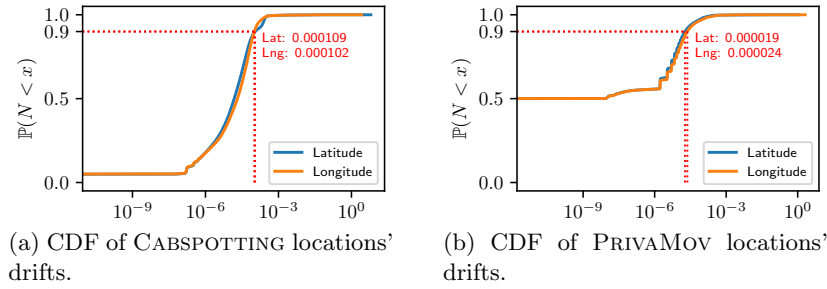 1.0
0.9
0.5
0.0
ℙ(N < x)
Lat: 0.000109
Lng: 0.000102
Latitude
Longitude
10⁻⁹
10⁻⁶
10⁻³
10⁰
(a) CDF of CABSPOTTING locations'
drifts.
1.0
0.9
0.5
0.0
ℙ(N < x)
Lat: 0.000019
Lng: 0.000024
Latitude
Longitude
10⁻⁹
10⁻⁶
10⁻³
10⁰
(b) CDF of PRIVAMOV locations'
drifts.